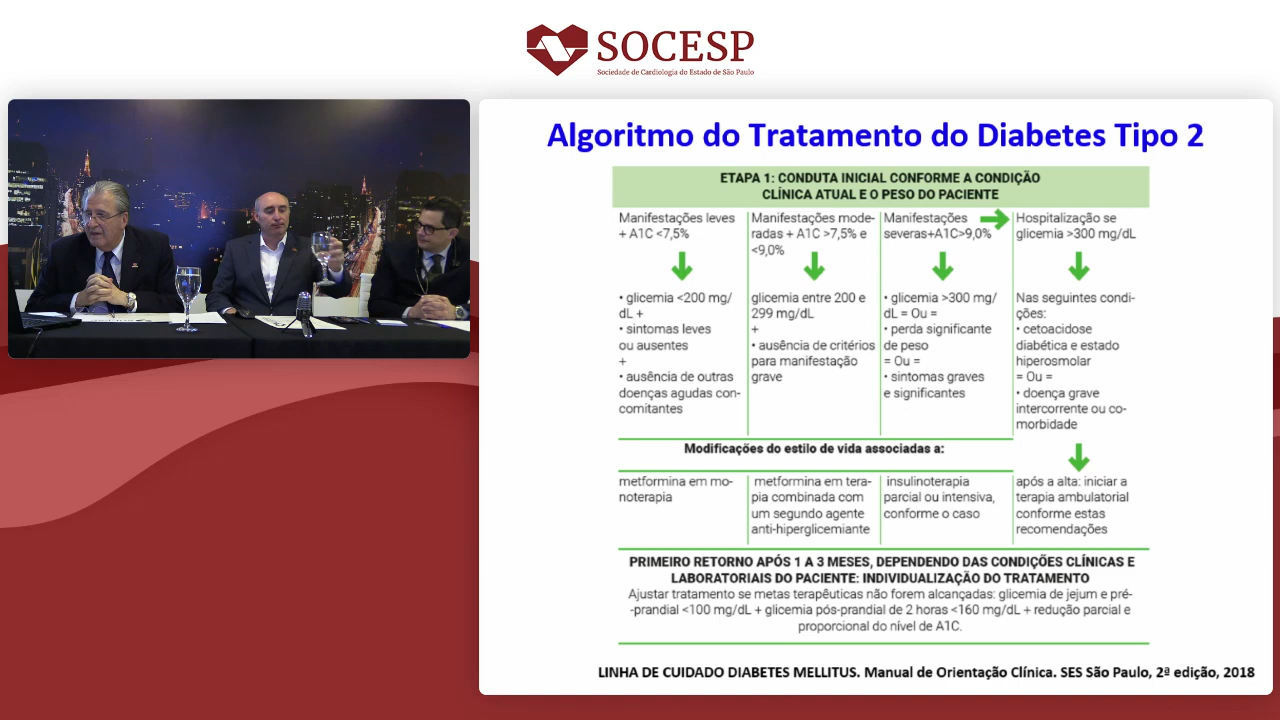 SOCESP
Sociedade de Cardiologia do Estado de São Paulo
Algoritmo do Tratamento do Diabetes Tipo 2
ETAPA 1: CONDUTA INICIAL CONFORME A CONDIÇÃO
CLÍNICA ATUAL E O PESO DO PACIENTE
Manifestações leves
+ A1C <7,5%
Manifestações mode-
radas + A1C >7,5% e
<9,0%
Manifestações
severas+A1C>9,0%
Hospitalização se
glicemia >300 mg/dL
• glicemia <200 mg/
dL +
• sintomas leves
ou ausentes
+
• ausência de outras
doenças agudas con-
comitantes
glicemia entre 200 e
299 mg/dL
+
• ausência de critérios
para manifestação
grave
• glicemia >300 mg/
dL = Ou =
• perda significante
de peso
= Ou =
• sintomas graves
e significantes
Nas seguintes condi-
ções:
• cetoacidose
diabética e estado
hiperosmolar
= Ou =
• doença grave
intercorrente ou co-
morbidade
Modificações do estilo de vida associadas a:
metformina em mo-
noterapia
metformina em tera-
pia combinada com
um segundo agente
anti-hiperglicemiante
insulinoterapia
parcial ou intensiva,
conforme o caso
após a alta: iniciar a
terapia ambulatorial
conforme estas
recomendações
PRIMEIRO RETORNO APÓS 1 A 3 MESES, DEPENDENDO DAS CONDIÇÕES CLÍNICAS E
LABORATORIAIS DO PACIENTE: INDIVIDUALIZAÇÃO DO TRATAMENTO
Ajustar tratamento se metas terapêuticas não forem alcançadas: glicemia de jejum e pré-
-prandial <100 mg/dL + glicemia pós-prandial de 2 horas <160 mg/dL + redução parcial e
proporcional do nível de A1C.
LINHA DE CUIDADO DIABETES MELLITUS. Manual de Orientação Clínica. SES São Paulo, 2ª edição, 2018